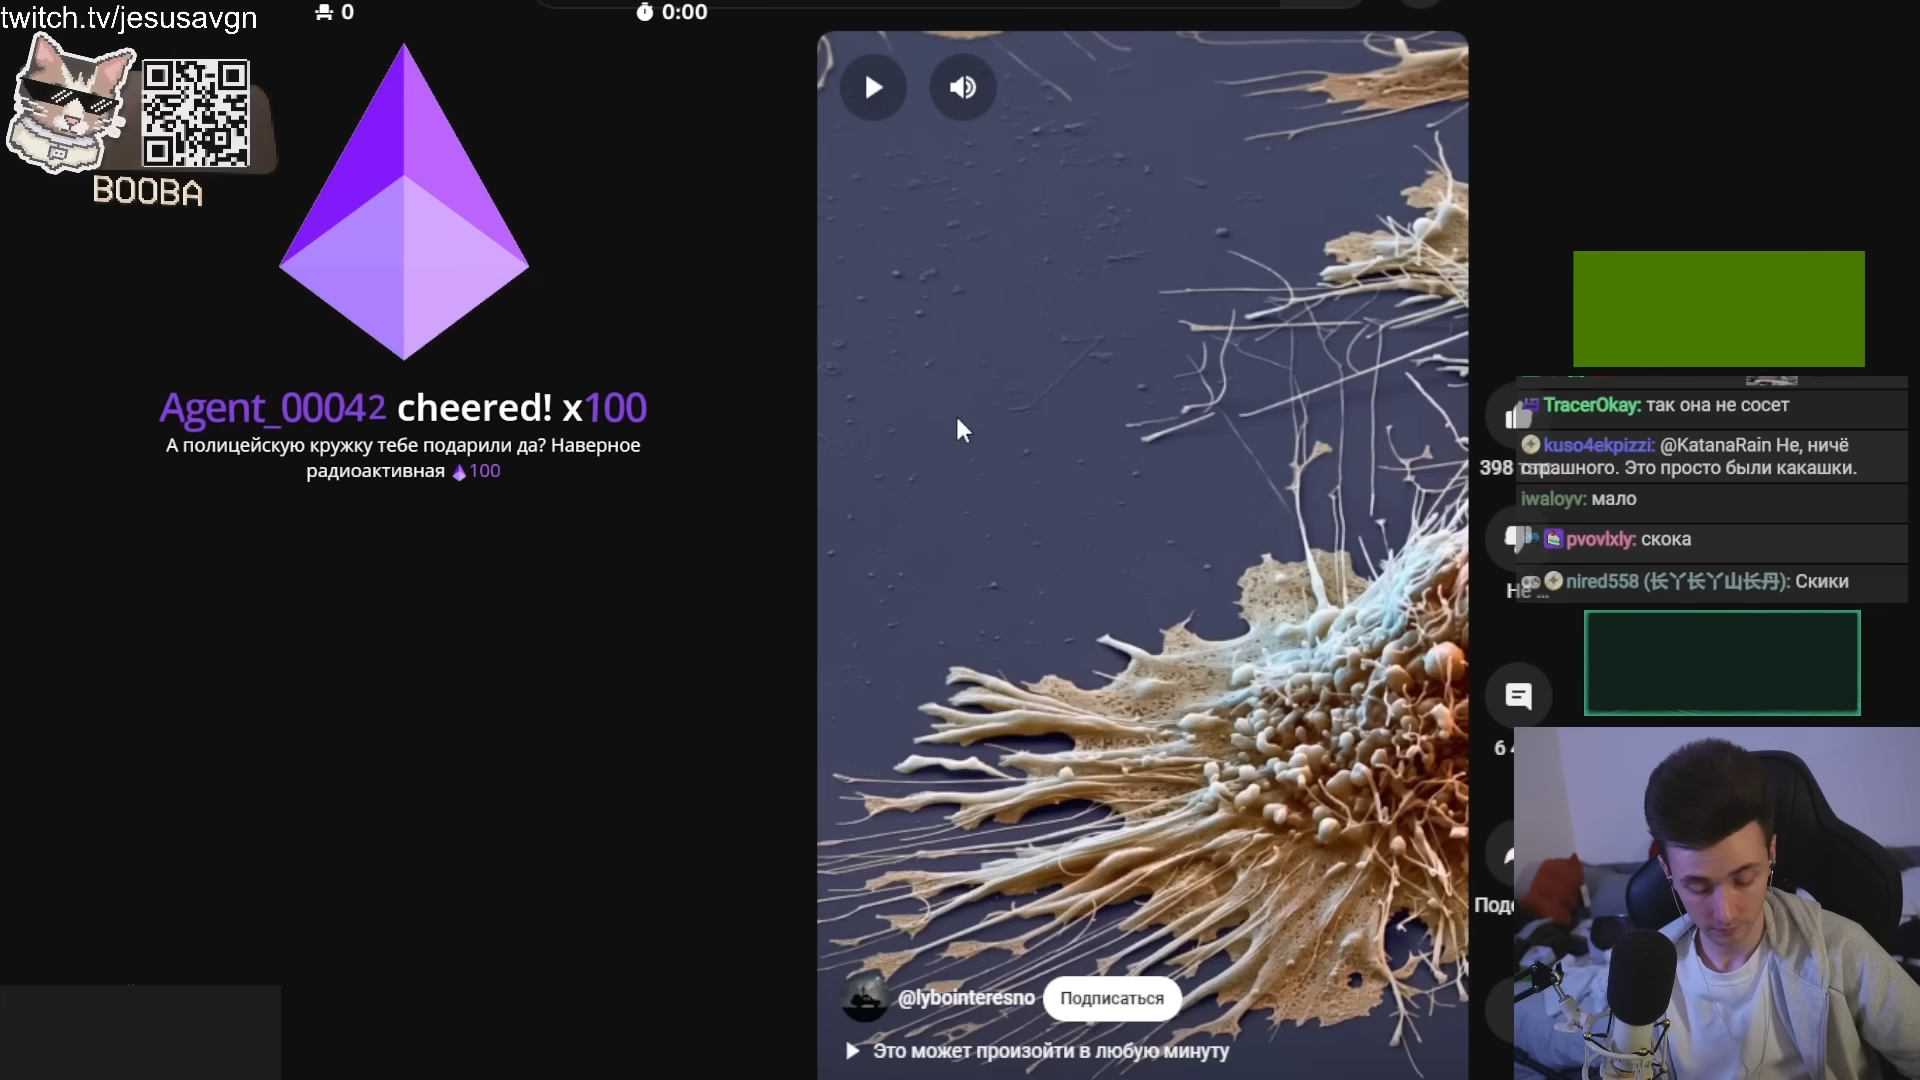 twitch.tv/jesusavgn
0
0:00
BOOBA
Agent_00042 cheered! x100
А полицейскую кружку тебе подарили да? Наверное
радиоактивная 100
TracerOkay: так она не сосет
kuso4ekpizzi: @KatanaRain Не, ничё
страшного. Это просто были какашки.
398
iwaloyv: мало
pvovlxly: скока
nired558 (长丫长丫山长丹): Скики
Не ...
@lybointeresno Подписаться
Это может произойти в любую минуту